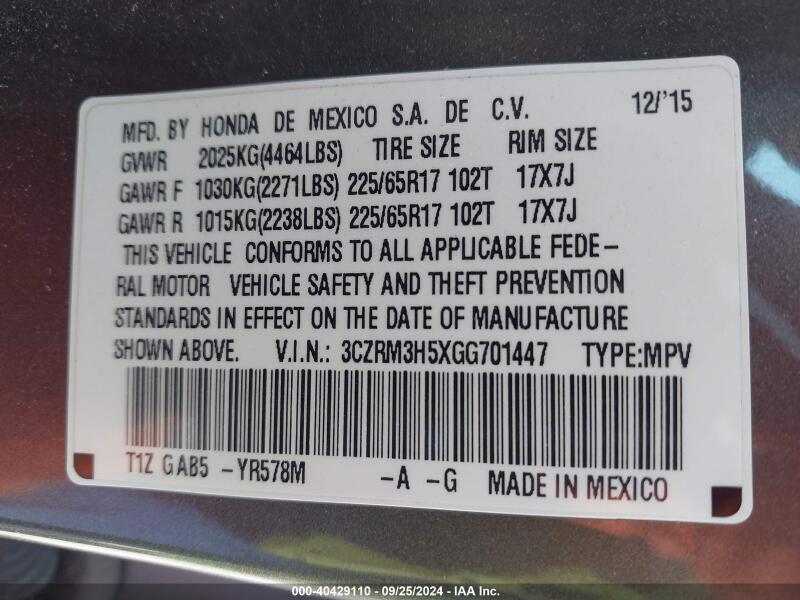 MFD. BY HONDA DE MEXICO S.A. DE C.V. 12/'15
GVWR 2025KG(4464LBS) TIRE SIZE RIM SIZE
GAWR F 1030KG(2271LBS) 225/65R17 102T 17X7J
GAWR R 1015KG(2238LBS) 225/65R17 102T 17X7J
THIS VEHICLE CONFORMS TO ALL APPLICABLE FEDE-
RAL MOTOR VEHICLE SAFETY AND THEFT PREVENTION
STANDARDS IN EFFECT ON THE DATE OF MANUFACTURE
SHOWN ABOVE. V.I.N.: 3CZRM3H5XGG701447 TYPE:MPV
T1Z GAB5 -YR578M -A -G MADE IN MEXICO
000-40429110 - 09/25/2024 - IAA Inc.